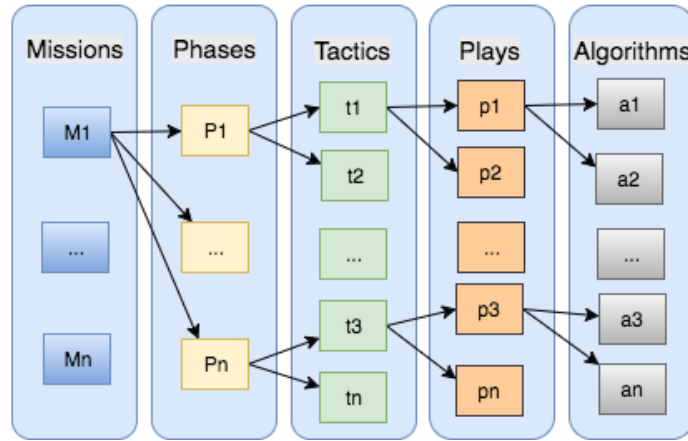 Missions
Phases
Tactics
Plays
Algorithms
M1
P1
t1
p1
a1
t2
p2
a2
...
...
...
...
...
Mn
Pn
t3
p3
a3
tn
pn
an